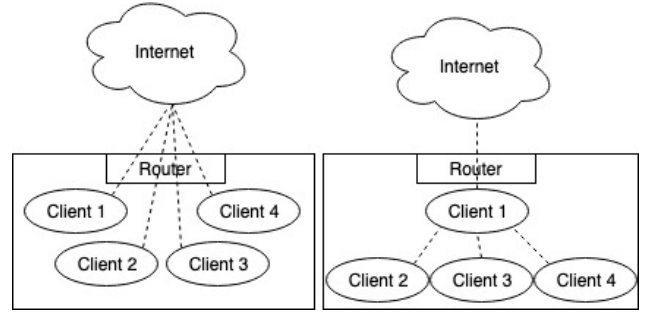 Internet
Router
Client 1
Client 4
Client 2
Client 3
Internet
Router
Client 1
Client 2
Client 3
Client 4